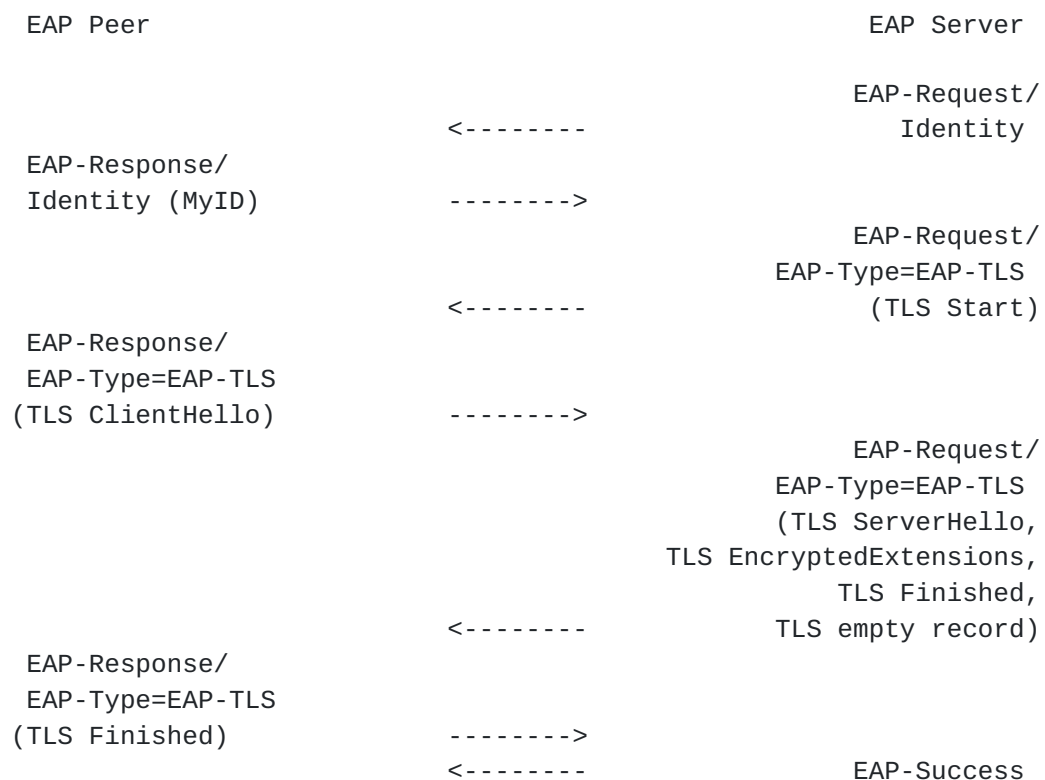 EAP Peer                                              EAP Server
                                                     EAP-Request/
                            <--------                    Identity
EAP-Response/
Identity (MyID)             -------->
                                                     EAP-Request/
                                                EAP-Type=EAP-TLS
                            <--------                 (TLS Start)
EAP-Response/
EAP-Type=EAP-TLS
(TLS ClientHello)           -------->
                                                     EAP-Request/
                                                EAP-Type=EAP-TLS
                                                (TLS ServerHello,
                                         TLS EncryptedExtensions,
                                                    TLS Finished,
                            <--------           TLS empty record)
EAP-Response/
EAP-Type=EAP-TLS
(TLS Finished)              -------->
                            <--------                 EAP-Success